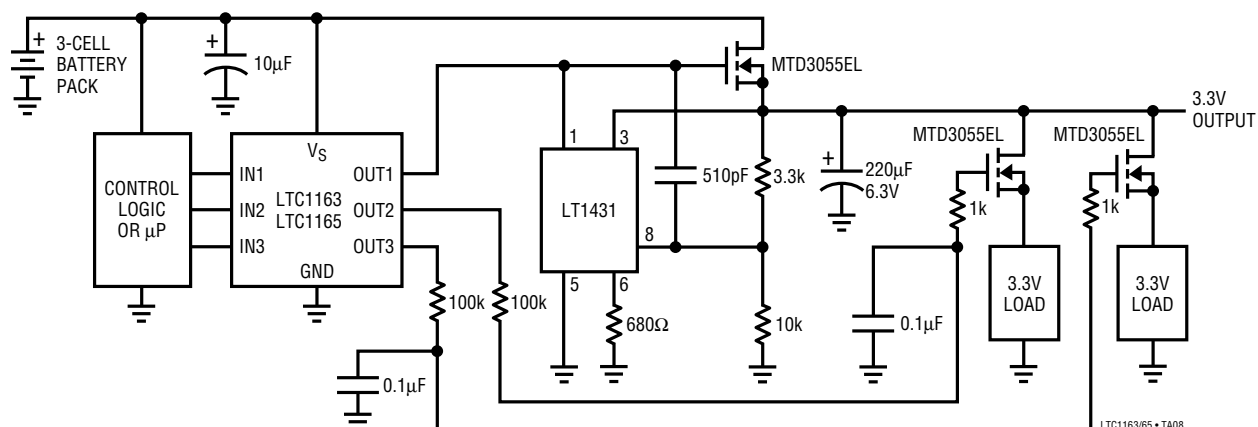 +
3-CELL
BATTERY
PACK
+
10µF
MTD3055EL
3.3V
OUTPUT
CONTROL
LOGIC
OR µP
VS
IN1
IN2
IN3
LTC1163
LTC1165
OUT1
OUT2
OUT3
GND
1
3
LT1431
8
5
6
510pF
3.3k
+
220µF
6.3V
MTD3055EL
MTD3055EL
1k
1k
3.3V
LOAD
3.3V
LOAD
100k
100k
680Ω
10k
0.1µF
0.1µF
LTC1163/65 • TA08